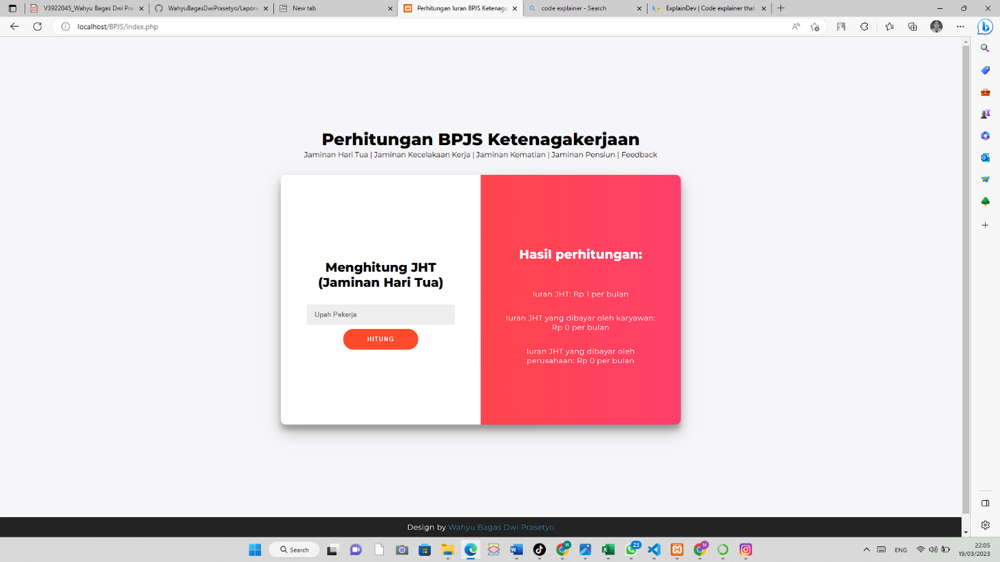 V3922045_Wahyu Bagas Dwi Pra
WahyuBagasDwiPrasetyo/Lapora
New tab
Perhitungan Iuran BPJS Ketenaga
code explainer - Search
ExplainDev | Code explainer that
localhost/BPJS/index.php
Perhitungan BPJS Ketenagakerjaan
Jaminan Hari Tua | Jaminan Kecelakaan Kerja | Jaminan Kematian | Jaminan Pensiun | Feedback
Menghitung JHT
(Jaminan Hari Tua)
Upah Pekerja
HITUNG
Hasil perhitungan:
Iuran JHT: Rp 1 per bulan
Iuran JHT yang dibayar oleh karyawan:
Rp 0 per bulan
Iuran JHT yang dibayar oleh
perusahaan: Rp 0 per bulan
Design by Wahyu Bagas Dwi Prasetyo
Search
23
W
M
ENG
22:05
19/03/2023